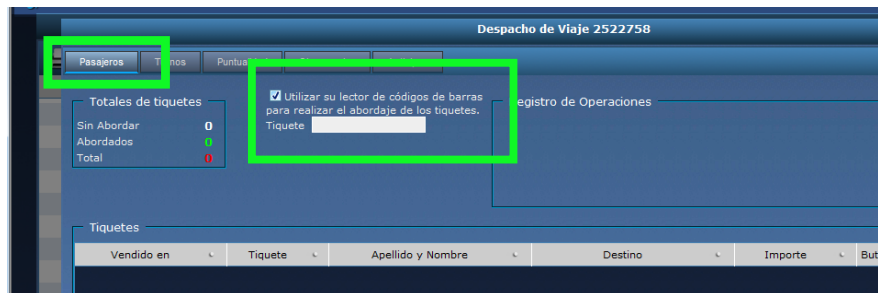 Despacho de Viaje 2522758
Pasajeros
Totales de tiquetes
Sin Abordar 0
Abordados 0
Total 0
Utilizar su lector de códigos de barras
para realizar el abordaje de los tiquetes.
Tiquete
de Operaciones
Tiquetes
Vendido en Tiquete Apellido y Nombre Destino Importe But